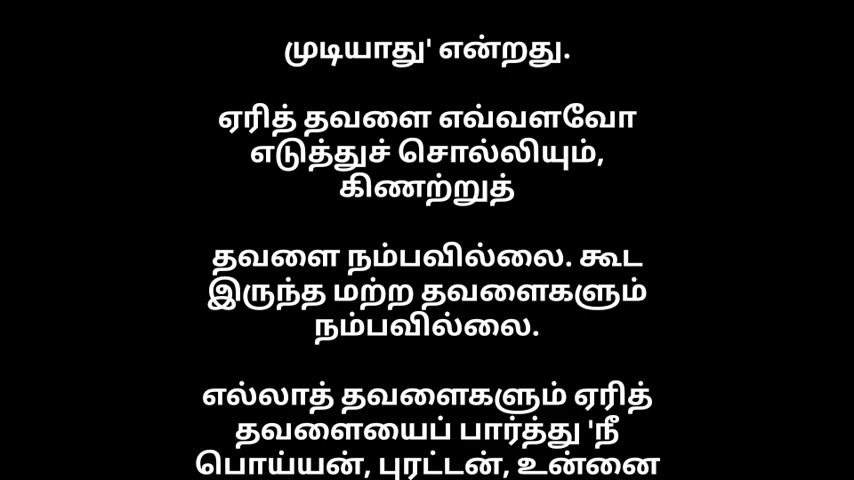 முடியாது' என்றது.
ஏரித் தவளை எவ்வளவோ
எடுத்துச் சொல்லியும்,
கிணற்றுத்
தவளை நம்பவில்லை. கூட
இருந்த மற்ற தவளைகளும்
நம்பவில்லை.
எல்லாத் தவளைகளும் ஏரித்
தவளையைப் பார்த்து 'நீ
பொய்யன், புரட்டன், உன்னை